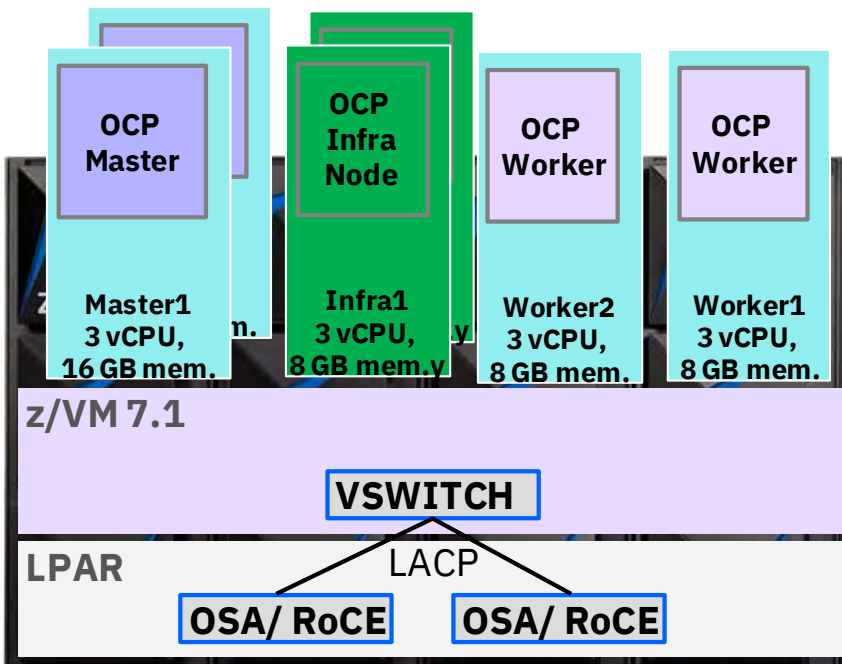 OCP
Master
OCP
Infra
Node
OCP
Worker
OCP
Worker
Master1
3 vCPU,
16 GB mem.
m.
Infra1
3 vCPU,
8 GB mem.y
y
Worker2
3 vCPU,
8 GB mem.
Worker1
3 vCPU,
8 GB mem.
z/VM 7.1
VSWITCH
LPAR
LACP
OSA/ RoCE
OSA/ RoCE